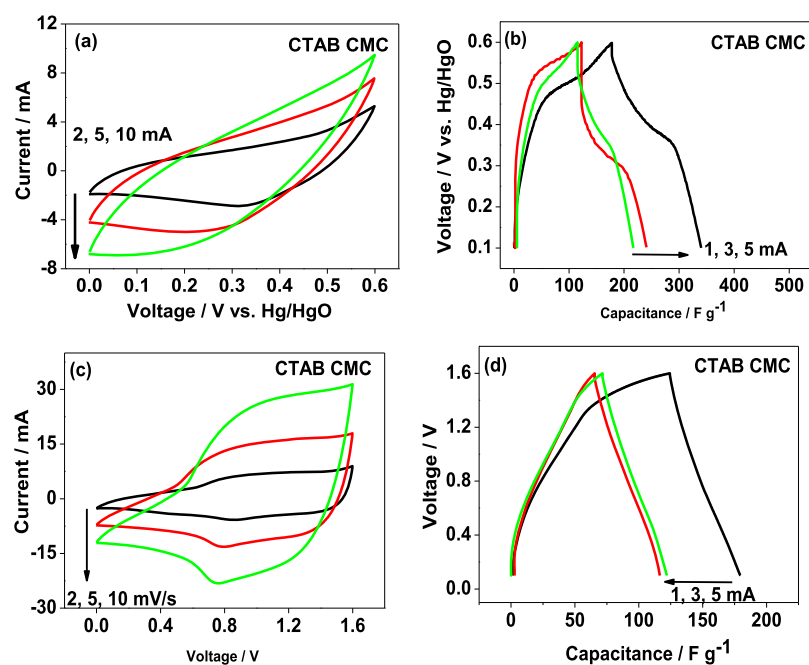 (a)
CTAB CMC
2, 5, 10 mA
Current / mA
12
8
4
0
-4
-8
0.0 0.1 0.2 0.3 0.4 0.5 0.6
Voltage / V vs. Hg/HgO
(b)
CTAB CMC
Voltage / V vs. Hg/HgO
0.6
0.5
0.4
0.3
0.2
0.1
1, 3, 5 mA
0 100 200 300 400 500
Capacitance / F g-1
(c)
CTAB CMC
Current / mA
30
15
0
-15
-30
2, 5, 10 mV/s
0.0 0.4 0.8 1.2 1.6
Voltage / V
(d)
CTAB CMC
Voltage / V
1.6
1.2
0.8
0.4
0.0
1, 3, 5 mA
0 50 100 150 200
Capacitance / F g-1